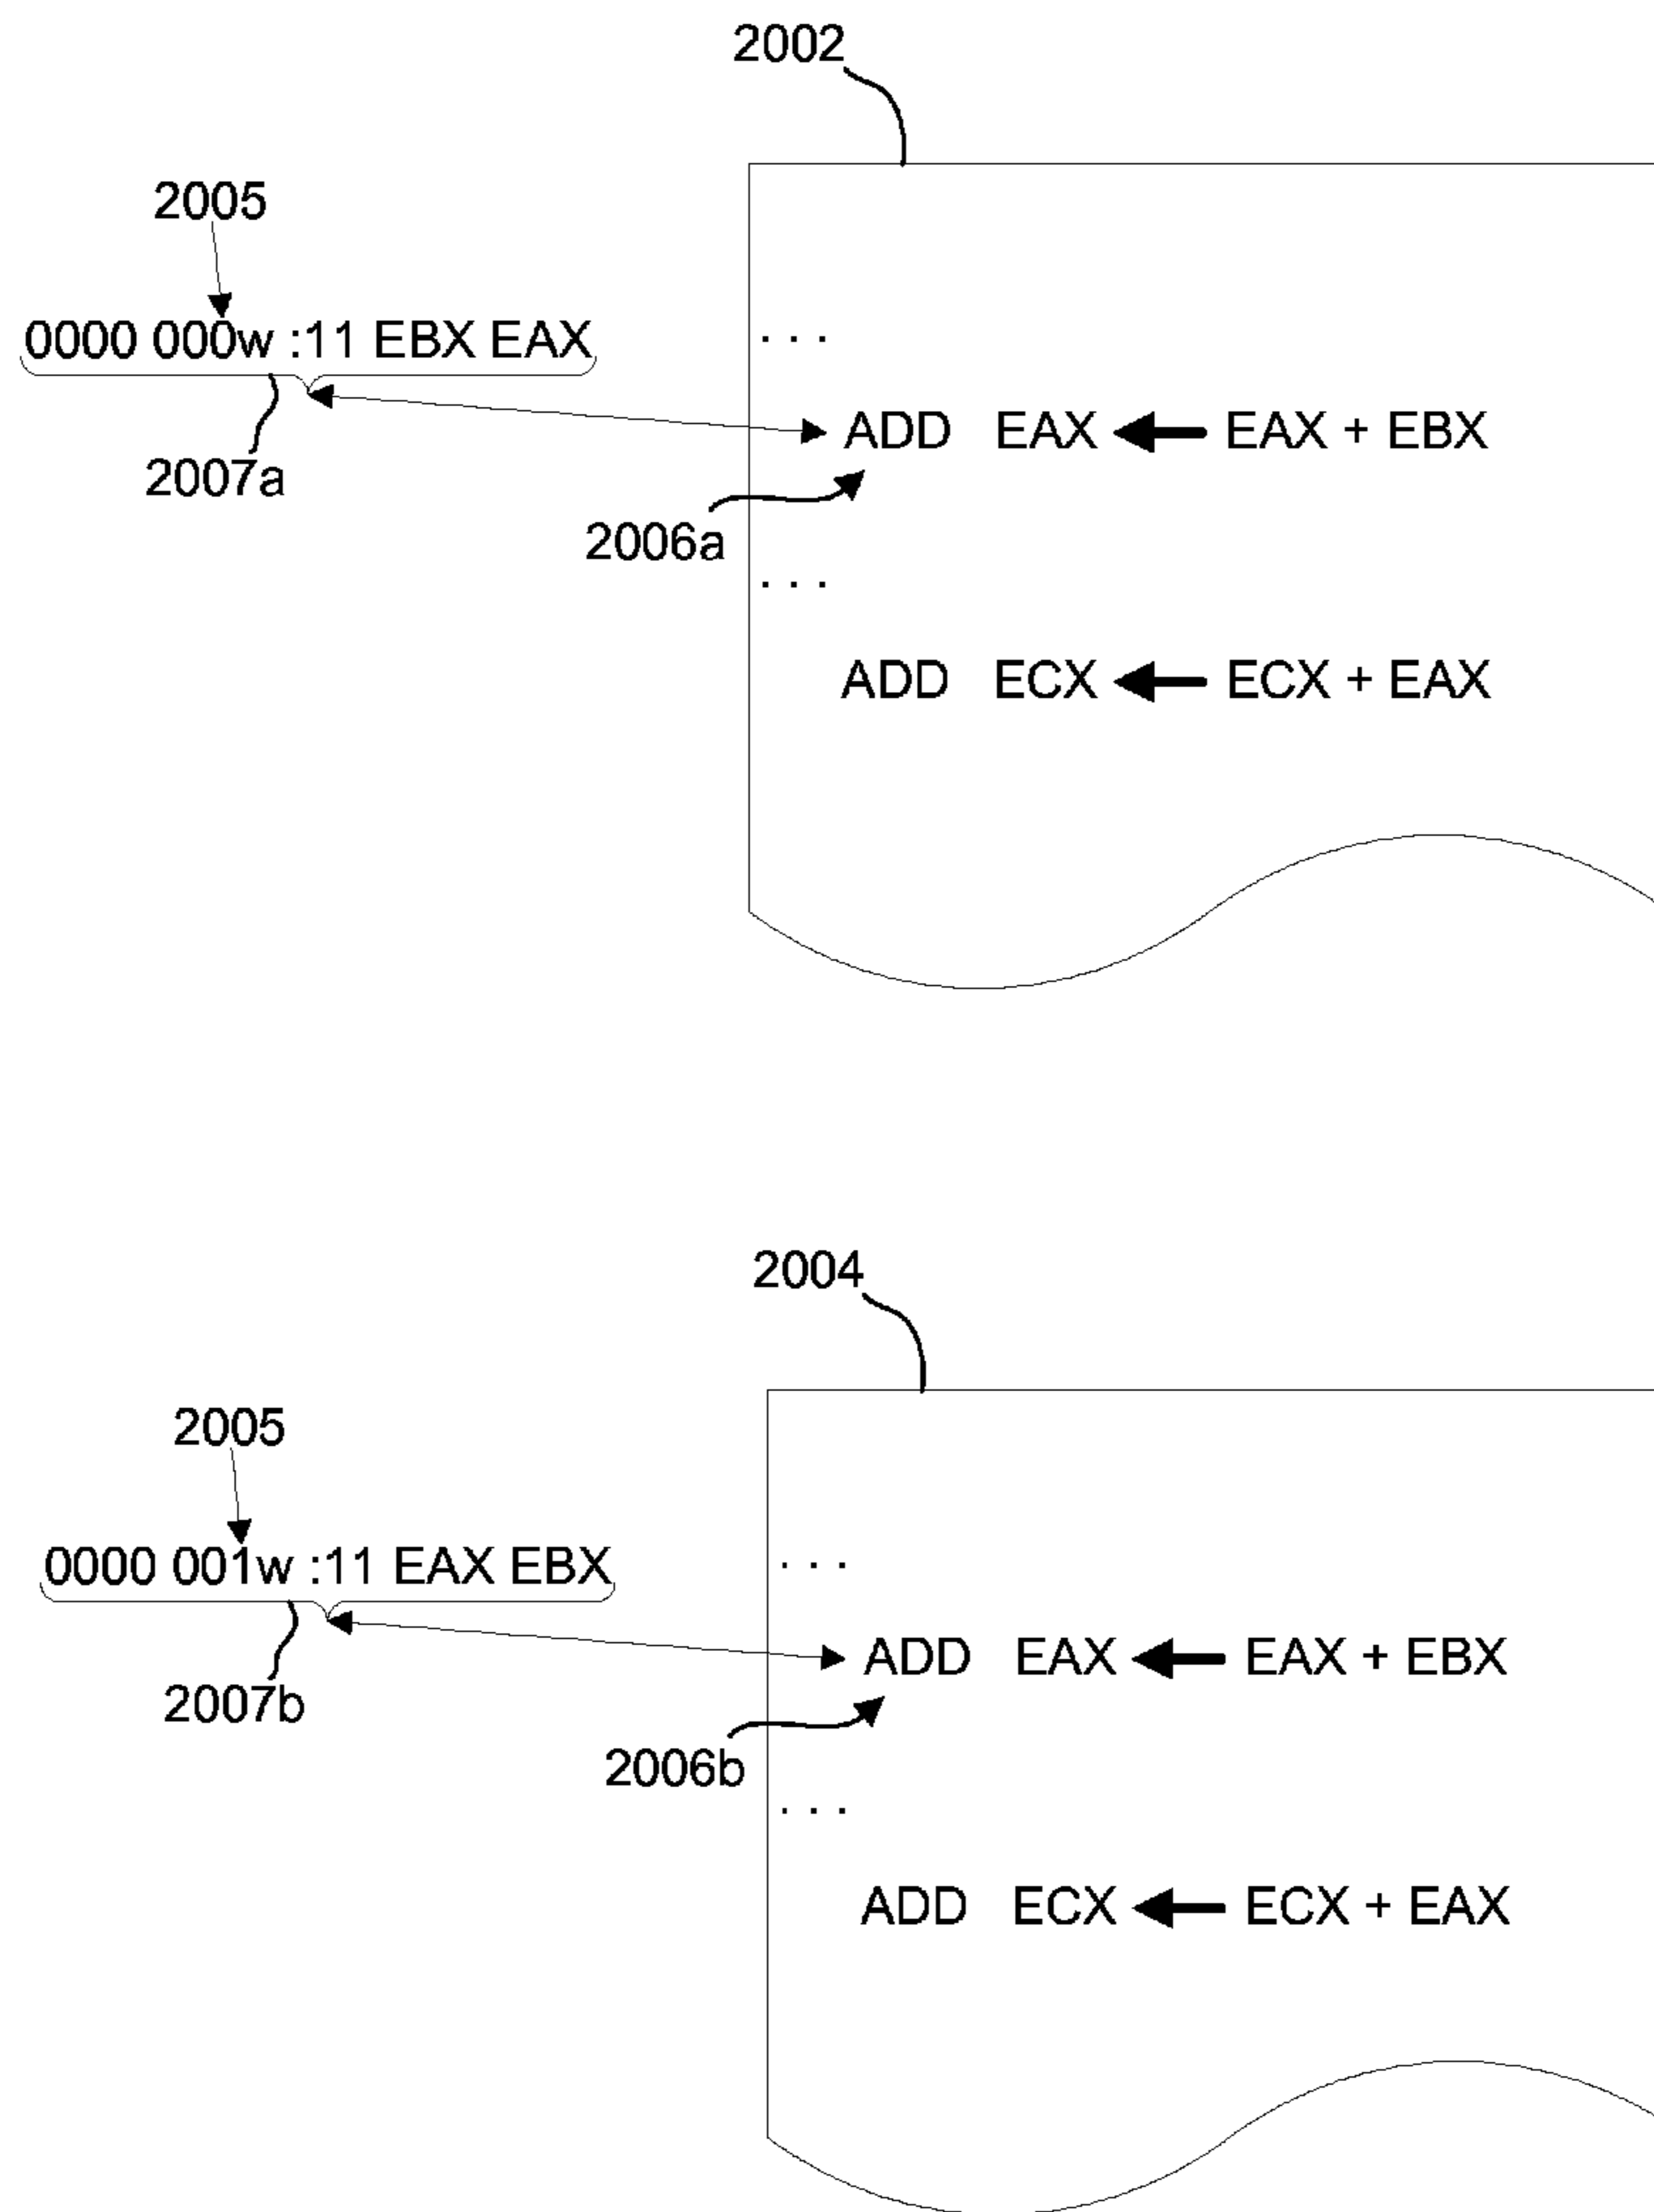 2002
2005
0000 000w :11 EBX EAX
. . .
ADD EAX ← EAX + EBX
2007a
2006a
. . .
ADD ECX ← ECX + EAX
2004
2005
0000 001w :11 EAX EBX
. . .
ADD EAX ← EAX + EBX
2007b
2006b
. . .
ADD ECX ← ECX + EAX